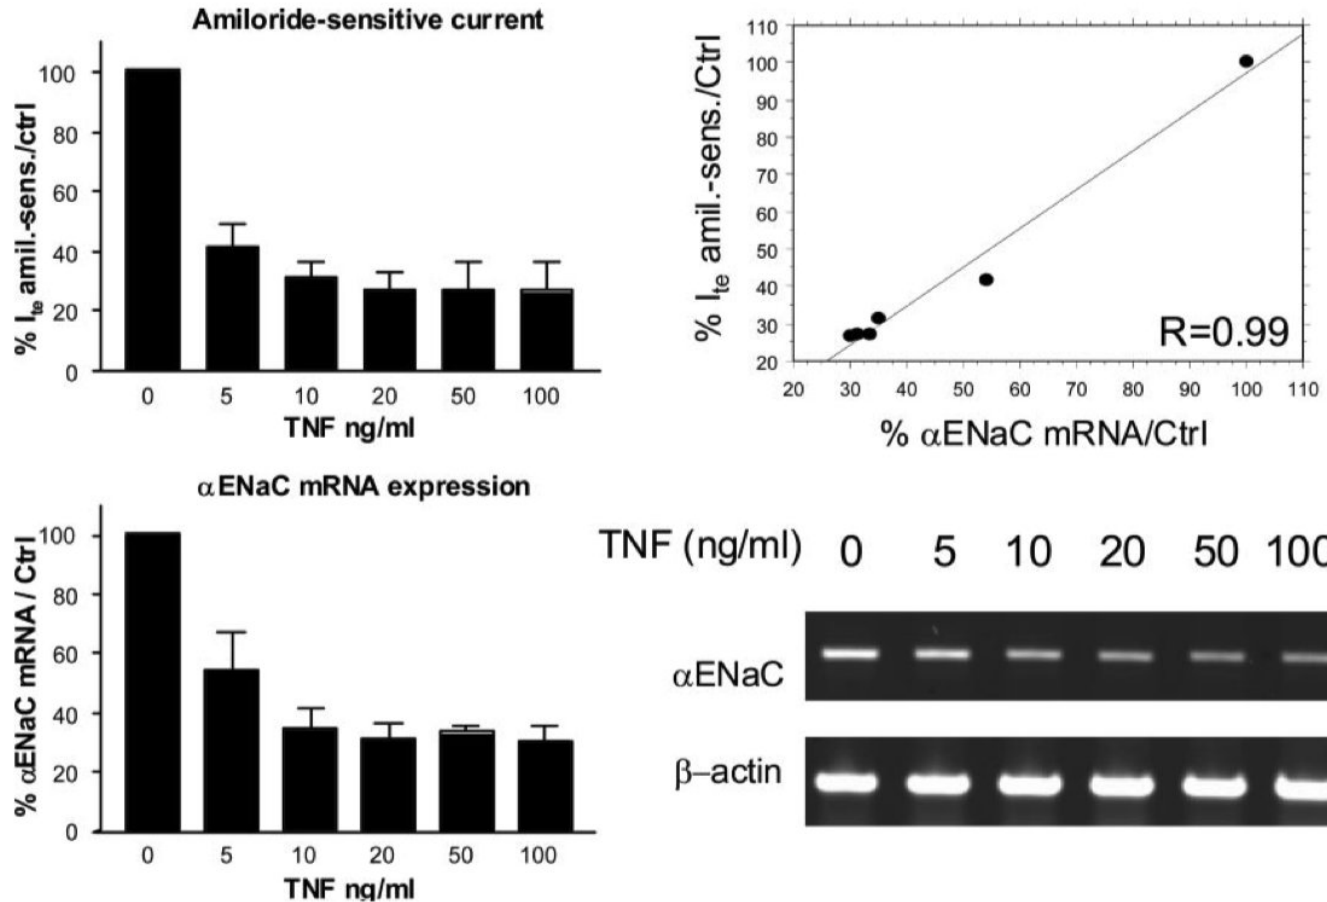 Amiloride-sensitive current
% Ite amil.-sens./ctrl
100
80
60
40
20
0
0 5 10 20 50 100
TNF ng/ml
% Ite amil.-sens./Ctrl
110
100
90
80
70
60
50
40
30
20
R=0.99
20 30 40 50 60 70 80 90 100 110
% αENaC mRNA/Ctrl
αENaC mRNA expression
% αENaC mRNA / Ctrl
100
80
60
40
20
0
0 5 10 20 50 100
TNF ng/ml
TNF (ng/ml) 0 5 10 20 50 100
αENaC
β–actin